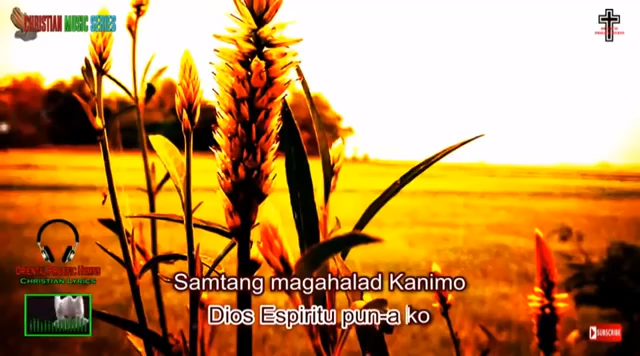 CHRISTIAN MUSIC SERIES
CHRISTIAN LYRICS
Samtang magahalad Kanimo
Dios Espiritu pun-a ko
SUBSCRIBE